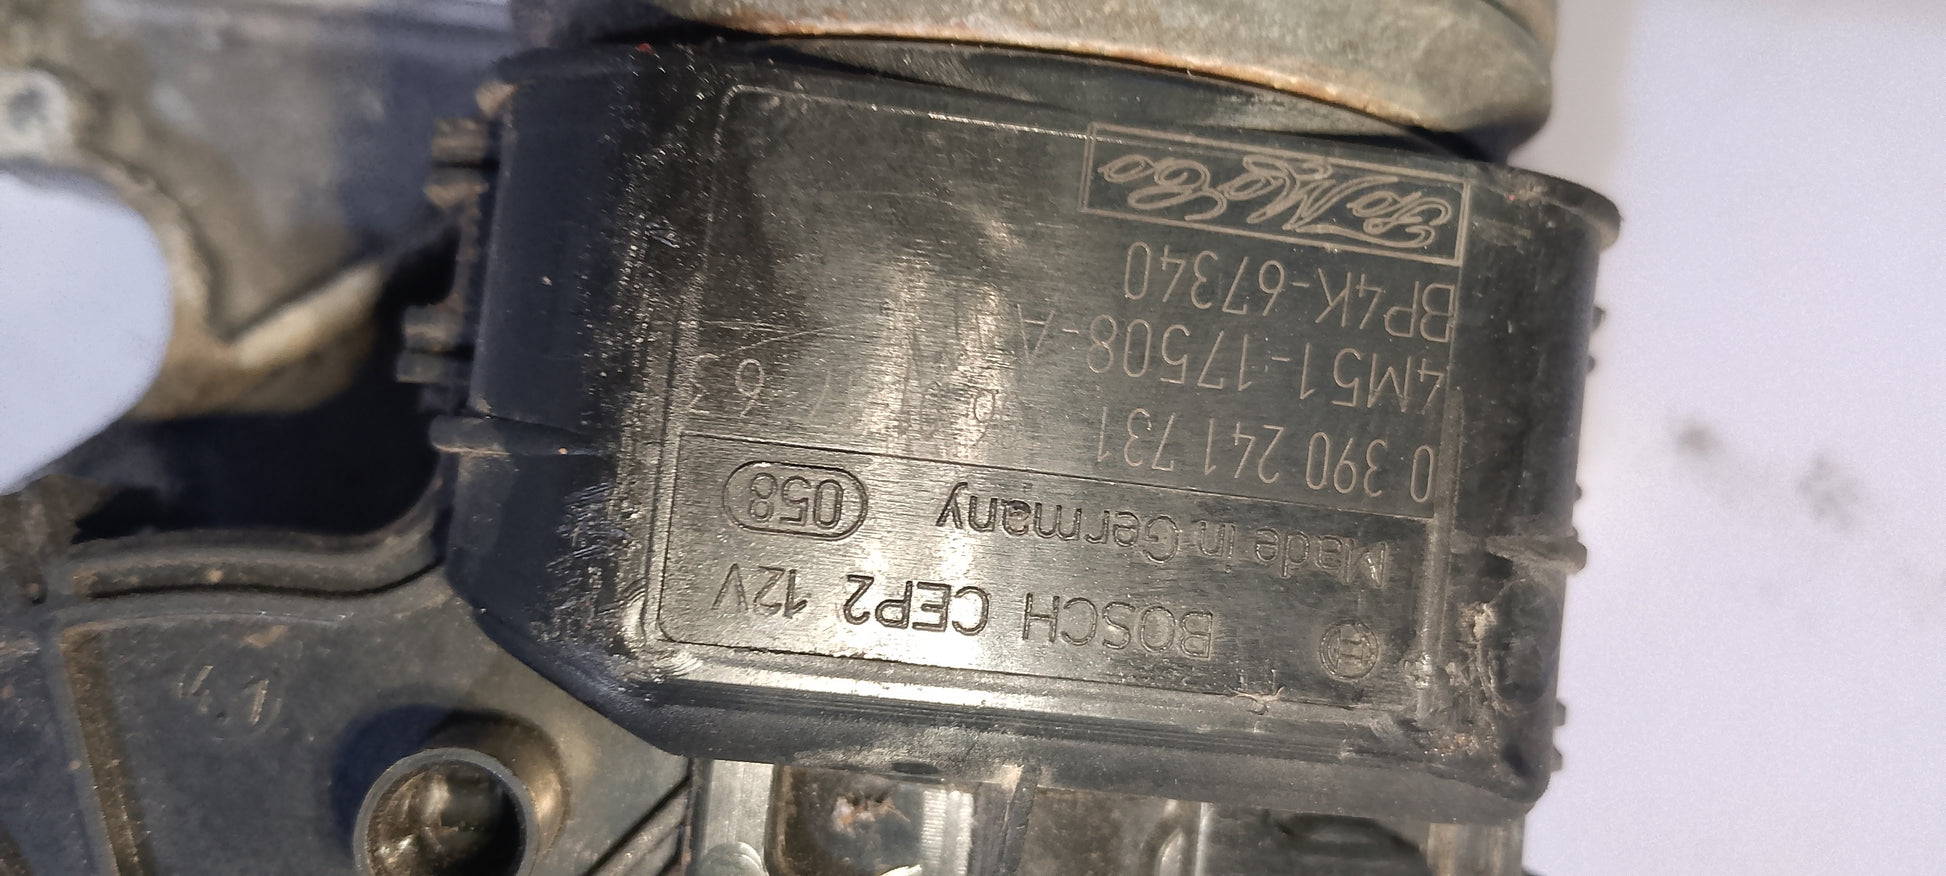 FoMoCo
BP4K-67340
4M51-17508-A
0 390 241 731
Made in Germany 058
BOSCH CEP2 12V